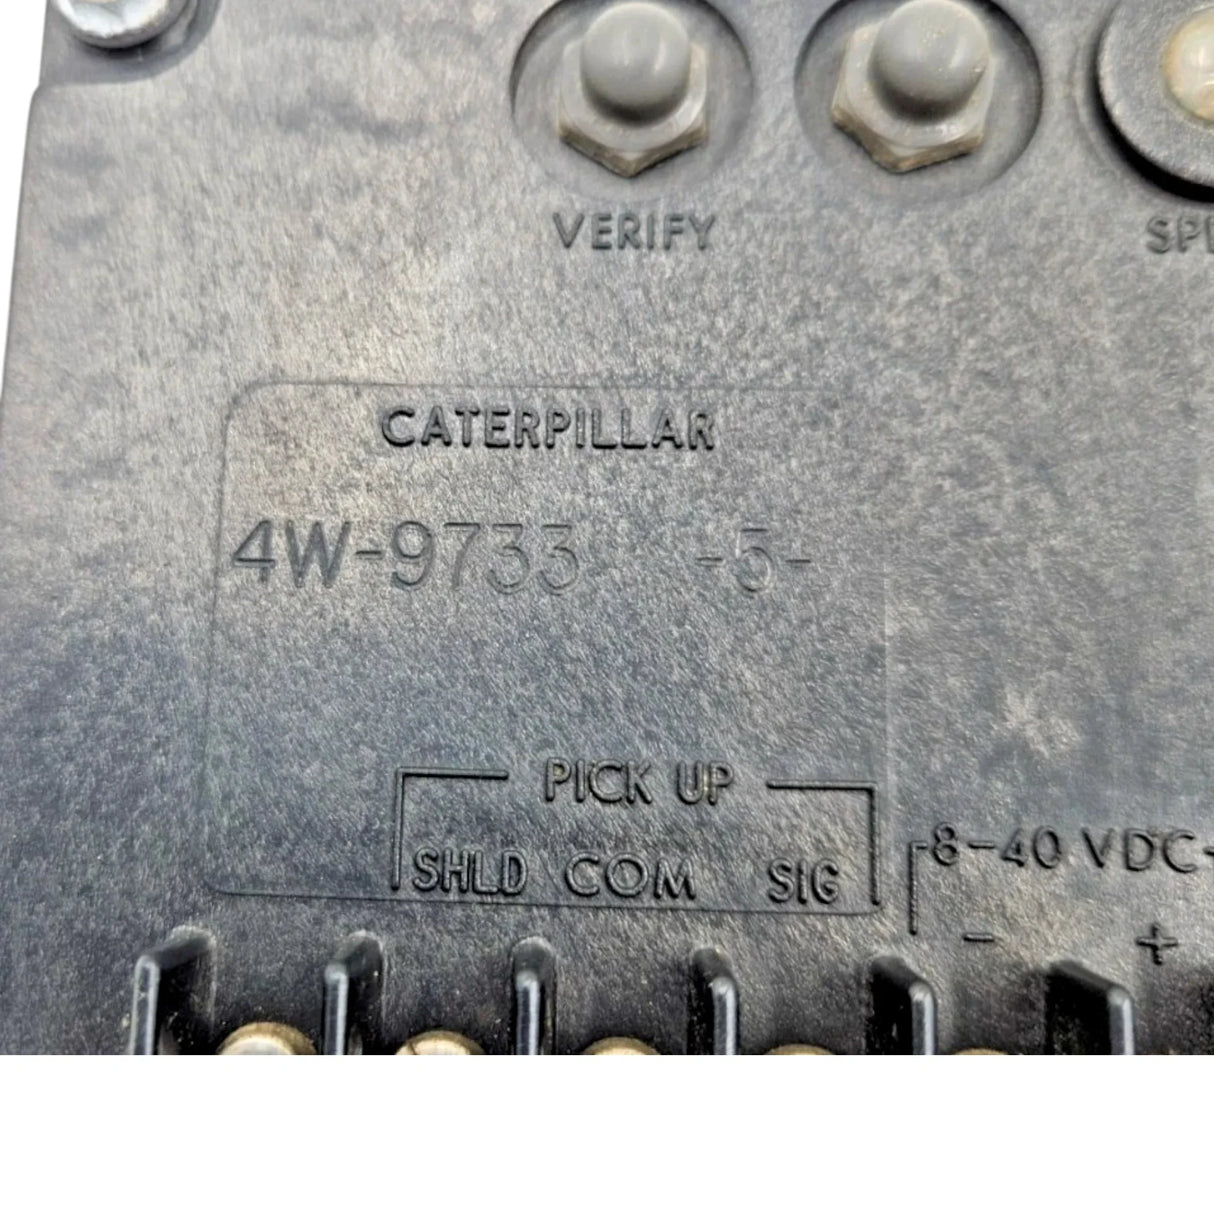 VERIFY
CATERPILLAR
4W-9733 -5-
PICK UP
SHLD COM SIG
8-40 VDC
- +